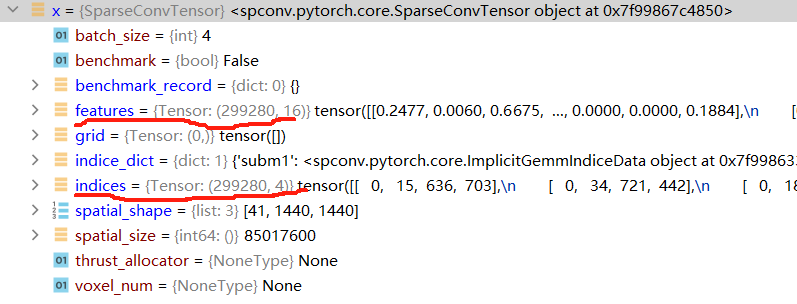 x = {SparseConvTensor} <spconv.pytorch.core.SparseConvTensor object at 0x7f99867c4850>
01 batch_size = {int} 4
01 benchmark = {bool} False
benchmark_record = {dict: 0} {}
features = {Tensor: (299280, 16)} tensor([[0.2477, 0.0060, 0.6675, ..., 0.0000, 0.0000, 0.1884],\n [
grid = {Tensor: (0,)} tensor([])
indice_dict = {dict: 1} {'subm1': <spconv.pytorch.core.ImplicitGemmIndiceData object at 0x7f998633
indices = {Tensor: (299280, 4)} tensor([[ 0, 15, 636, 703],\n [ 0, 34, 721, 442],\n [ 0, 18
spatial_shape = {list: 3} [41, 1440, 1440]
spatial_size = {int64: ()} 85017600
01 thrust_allocator = {NoneType} None
01 voxel_num = {NoneType} None